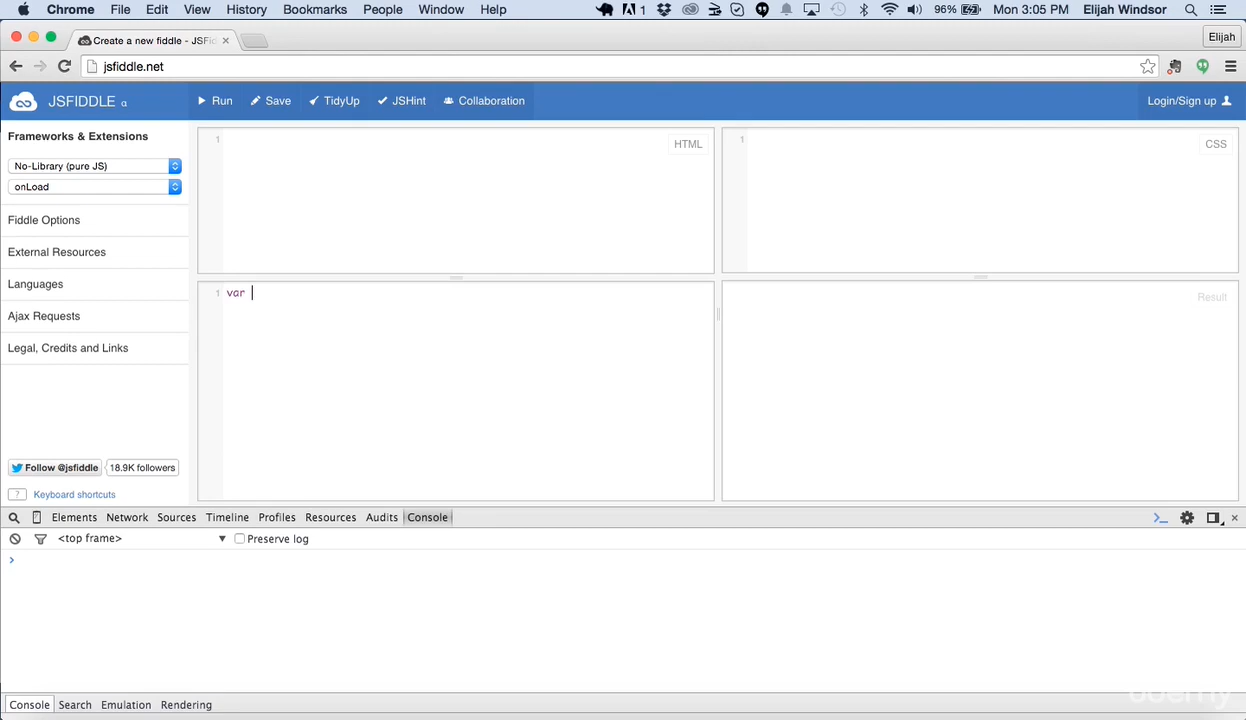 Chrome File Edit View History Bookmarks People Window Help 1 96% Mon 3:05 PM Elijah Windsor
Create a new fiddle - JSFid × Elijah
jsfiddle.net
JSFIDDLE α Run Save TidyUp JSHint Collaboration Login/Sign up
Frameworks & Extensions
No-Library (pure JS)
onLoad
Fiddle Options
External Resources
Languages
Ajax Requests
Legal, Credits and Links
Follow @jsfiddle 18.9K followers
? Keyboard shortcuts
1 HTML
1 CSS
1 var
Result
Elements Network Sources Timeline Profiles Resources Audits Console
<top frame> Preserve log
Console Search Emulation Rendering